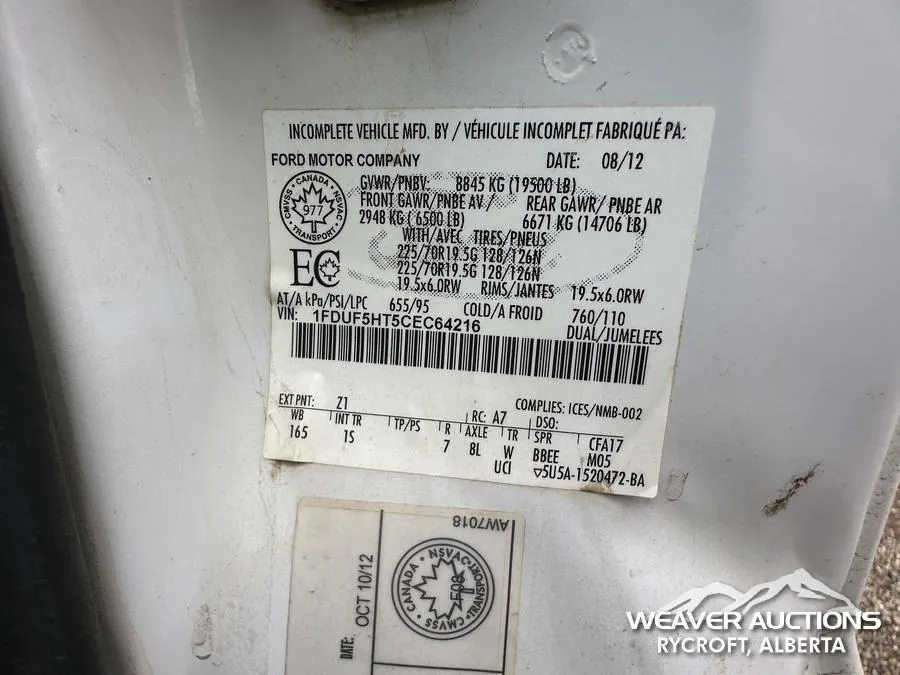 INCOMPLETE VEHICLE MFD. BY / VÉHICULE INCOMPLET FABRIQUÉ PA:
FORD MOTOR COMPANY DATE: 08/12
GVWR/PNBV: 8845 KG (19500 LB)
FRONT GAWR/PNBE AV / REAR GAWR/ PNBE AR
2948 KG ( 6500 LB) 6671 KG (14706 LB)
WITH/AVEC TIRES/PNEUS
225/70R19.5G 128/126N
225/70R19.5G 128/126N
19.5x6.0RW RIMS/JANTES 19.5x6.0RW
CMVSS · CANADA · NSVAC
977
TRANSPORT
EC
AT/A kPa/PSI/LPC 655/95 COLD/A FROID 760/110
VIN: 1FDUF5HT5CEC64216 DUAL/JUMELEES
EXT PNT: Z1 COMPLIES: ICES/NMB-002
RC: A7 DSO:
WB INT TR TP/PS R AXLE TR SPR CFA17
165 1S 7 8L W BBEE M05
UCI ▽5U5A-1520472-BA
AW7018
CMVSS · CANADA · NSVAC · TRANSPORT
F08
DATE: OCT 10/12
WEAVER AUCTIONS
RYCROFT, ALBERTA